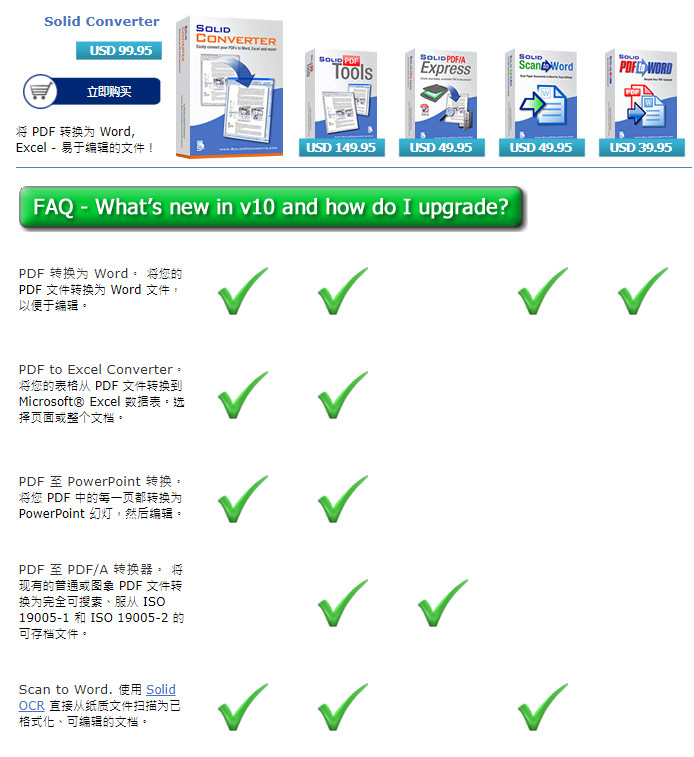 Solid Converter
USD 99.95
立即购买
将 PDF 转换为 Word,
Excel - 易于编辑的文件！
SOLID
CONVERTER
Easily convert your PDFs to Word, Excel and more!
SOLID PDF
Tools
USD 149.95
SOLID PDF/A
Express
USD 49.95
SOLID
Scan to Word
USD 49.95
SOLID
PDF to WORD
USD 39.95
FAQ - What's new in v10 and how do I upgrade?
PDF 转换为 Word。 将您的
PDF 文件转换为 Word 文件，
以便于编辑。
PDF to Excel Converter。
将您的表格从 PDF 文件转换到
Microsoft® Excel 数据表。选
择页面或整个文档。
PDF 至 PowerPoint 转换。
将您 PDF 中的每一页都转换为
PowerPoint 幻灯，然后编辑。
PDF 至 PDF/A 转换器。 将
现有的普通或图象 PDF 文件转
换为完全可搜索、服从 ISO
19005-1 和 ISO 19005-2 的
可存档文件。
Scan to Word. 使用 Solid
OCR 直接从纸质文件扫描为已
格式化、可编辑的文档。